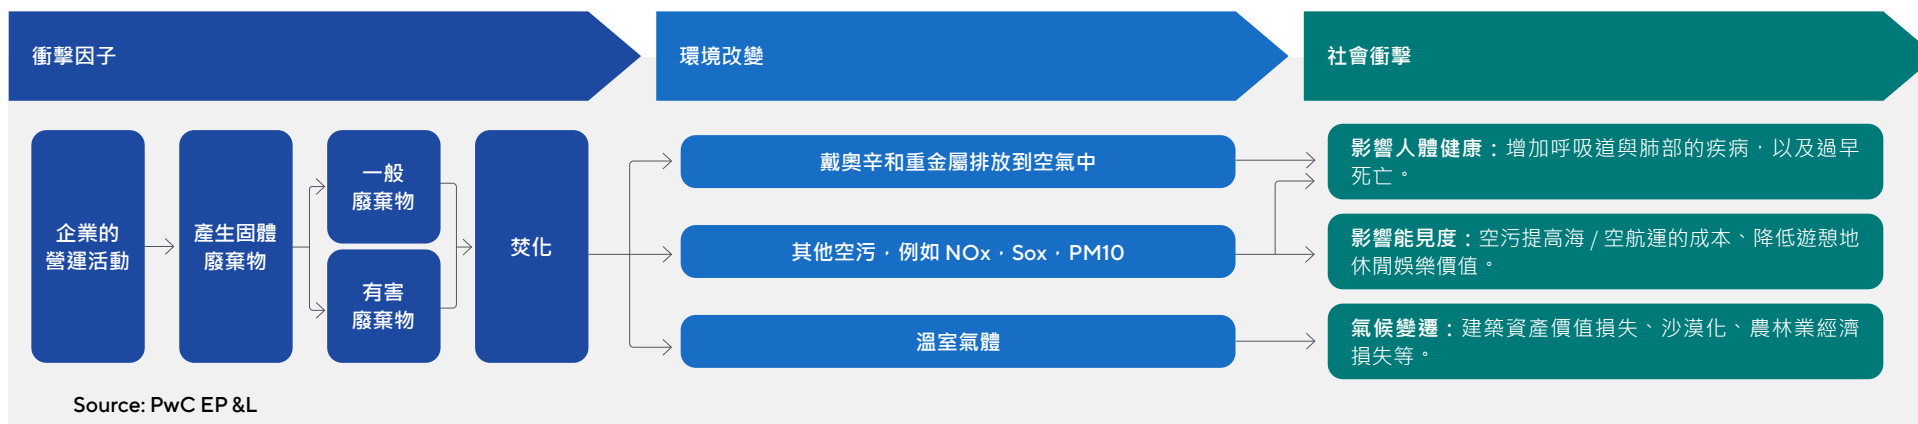 衝擊因子
環境改變
社會衝擊
企業的
營運活動
產生固體
廢棄物
一般
廢棄物
有害
廢棄物
焚化
戴奧辛和重金屬排放到空氣中
其他空污，例如 NOx，Sox，PM10
溫室氣體
影響人體健康：增加呼吸道與肺部的疾病，以及過早
死亡。
影響能見度：空污提高海 / 空航運的成本、降低遊憩地
休閒娛樂價值。
氣候變遷：建築資產價值損失、沙漠化、農林業經濟
損失等。
Source: PwC EP &L